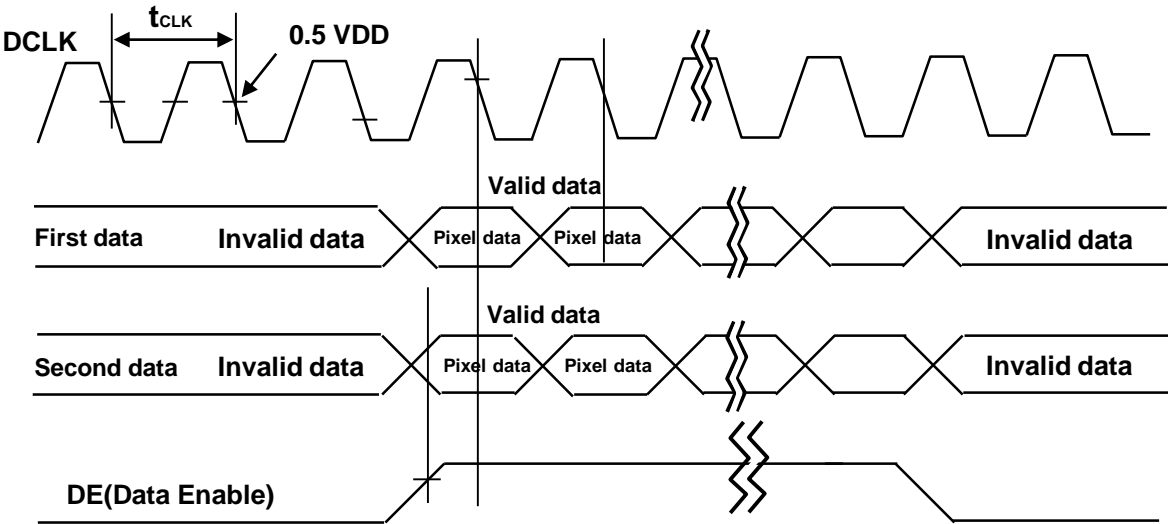 tCLK
DCLK
0.5 VDD
Valid data
First data
Invalid data
Pixel data
Pixel data
Invalid data
Valid data
Second data
Invalid data
Pixel data
Pixel data
Invalid data
DE(Data Enable)